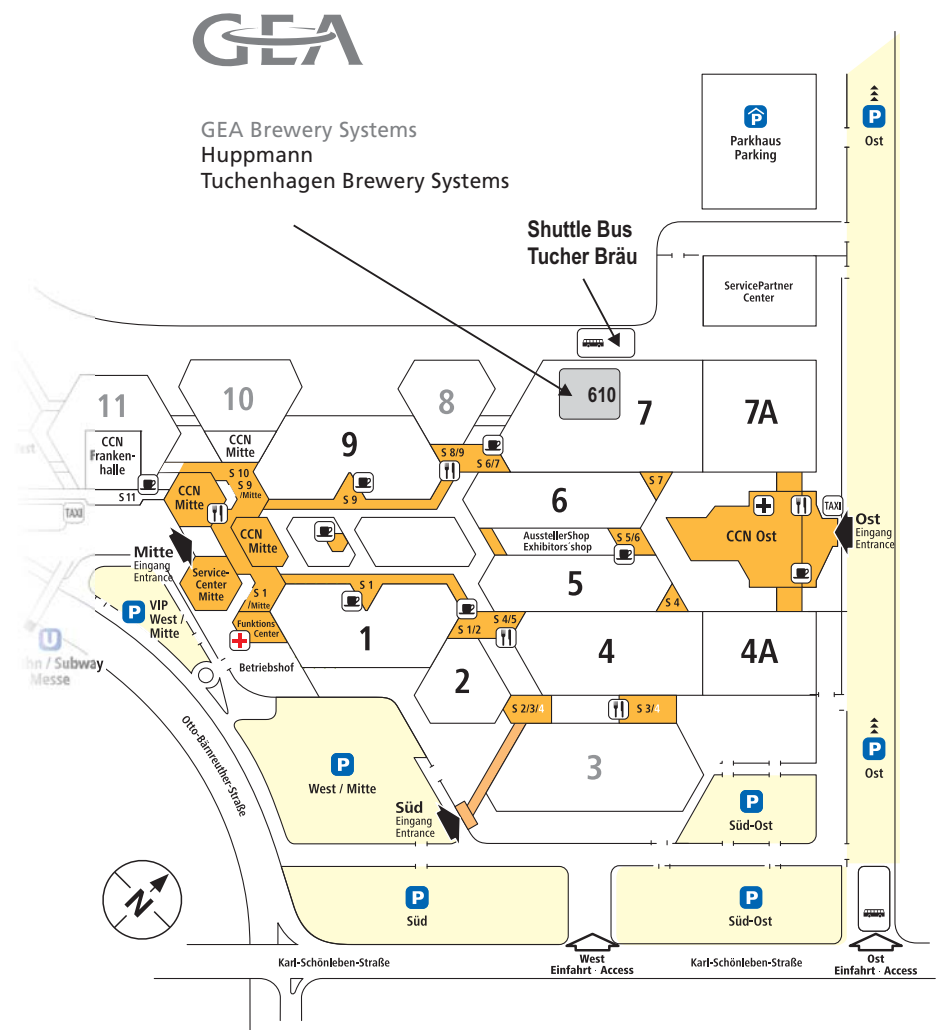 GEA
GEA Brewery Systems
Huppmann
Tuchenhagen Brewery Systems
P
Parkhaus
Parking
P
Ost
Shuttle Bus
Tucher Bräu
ServicePartner
Center
11
10
8
610
7
7A
CCN
Franken-
halle
CCN
Mitte
9
S 8/9
S 6/7
S 10
S 9
/Mitte
S 11
CCN
Mitte
S 9
S 7
6
TAXI
TAXI
CCN
Mitte
AusstellerShop
Exhibitors'shop
S 5/6
CCN Ost
Ost
Eingang
Entrance
Mitte
Eingang
Entrance
Service-
Center
Mitte
S 1
/Mitte
S 1
5
S 4
P
VIP
West /
Mitte
Funktions
Center
1
S 1/2
S 4/5
4
4A
U
hn / Subway
Messe
Betriebshof
2
S 2/3/4
S 3/4
Otto-Bärnreuther-Straße
P
West / Mitte
3
P
Ost
Süd
Eingang
Entrance
P
Süd-Ost
N
P
Süd
P
Süd-Ost
Karl-Schönleben-Straße
West
Einfahrt · Access
Karl-Schönleben-Straße
Ost
Einfahrt · Access